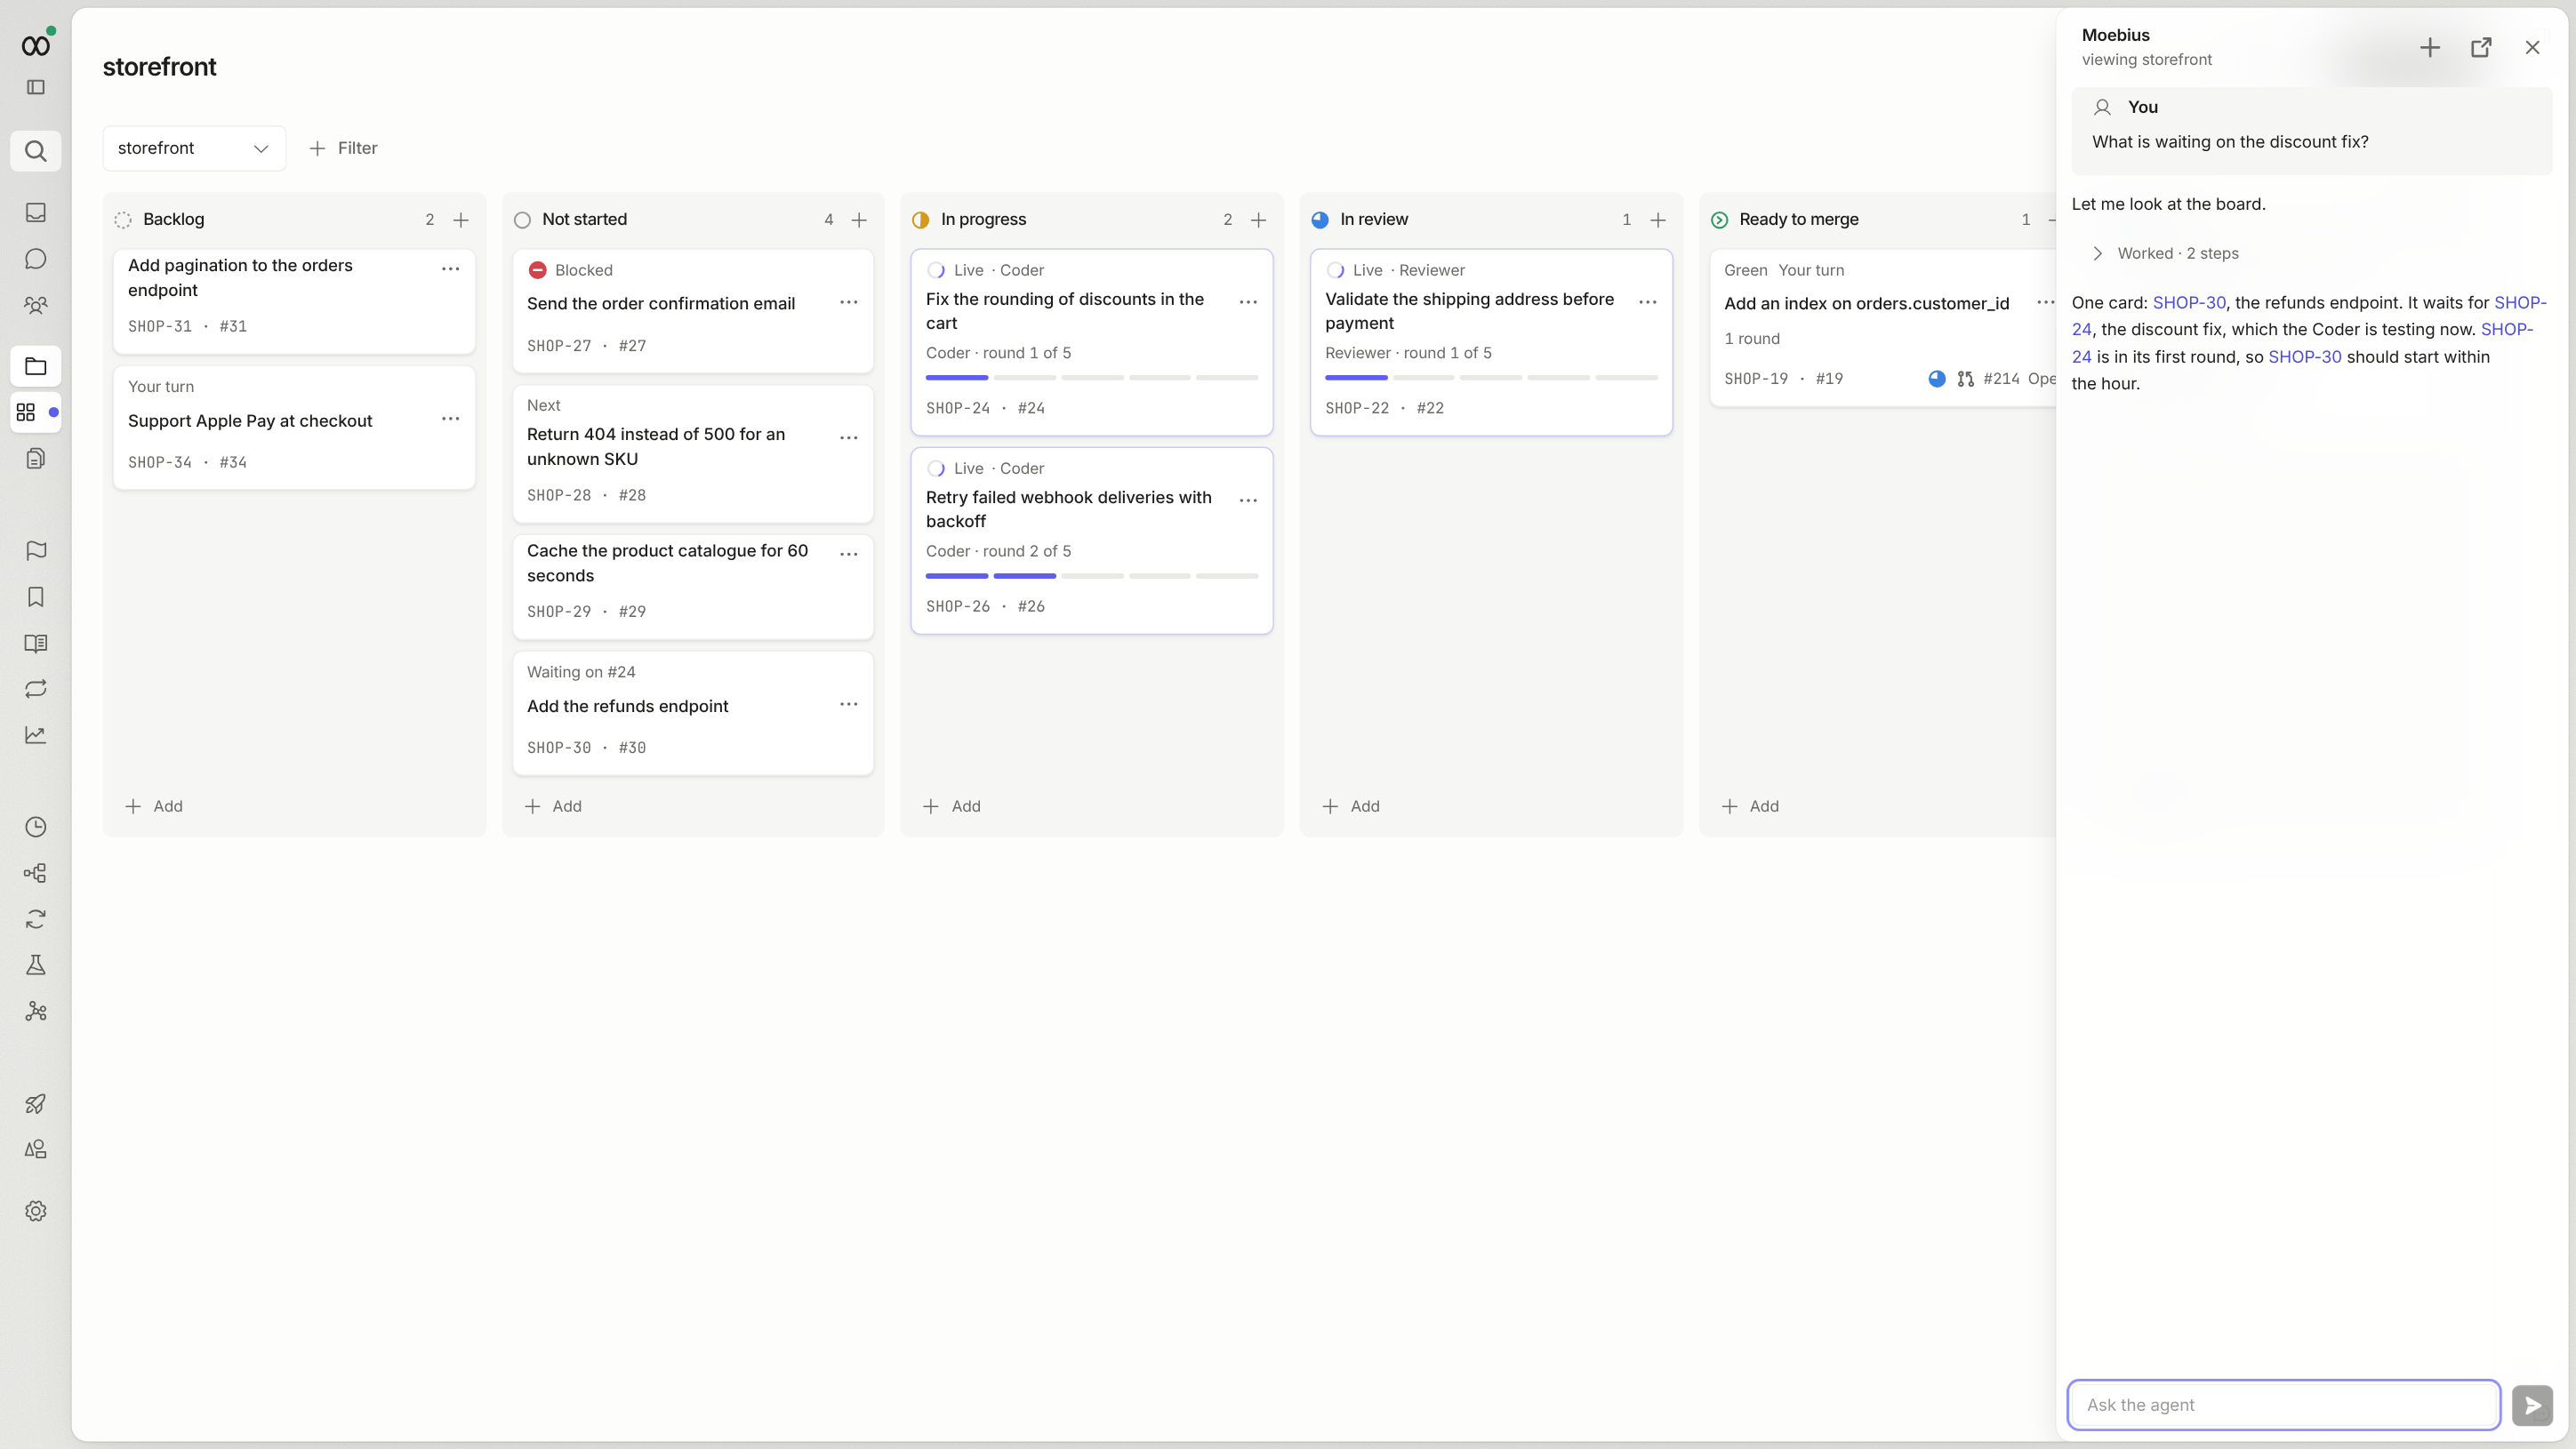 storefront
storefront
Filter
Backlog 2
Add pagination to the orders
endpoint
SHOP-31 · #31
Your turn
Support Apple Pay at checkout
SHOP-34 · #34
Add
Not started 4
Blocked
Send the order confirmation email
SHOP-27 · #27
Next
Return 404 instead of 500 for an
unknown SKU
SHOP-28 · #28
Cache the product catalogue for 60
seconds
SHOP-29 · #29
Waiting on #24
Add the refunds endpoint
SHOP-30 · #30
Add
In progress 2
Live · Coder
Fix the rounding of discounts in the
cart
Coder · round 1 of 5
SHOP-24 · #24
Live · Coder
Retry failed webhook deliveries with
backoff
Coder · round 2 of 5
SHOP-26 · #26
Add
In review 1
Live · Reviewer
Validate the shipping address before
payment
Reviewer · round 1 of 5
SHOP-22 · #22
Add
Ready to merge 1
Green Your turn
Add an index on orders.customer_id
1 round
SHOP-19 · #19 #214 Ope
Add
Moebius
viewing storefront
You
What is waiting on the discount fix?
Let me look at the board.
Worked · 2 steps
One card: SHOP-30, the refunds endpoint. It waits for SHOP-
24, the discount fix, which the Coder is testing now. SHOP-
24 is in its first round, so SHOP-30 should start within
the hour.
Ask the agent